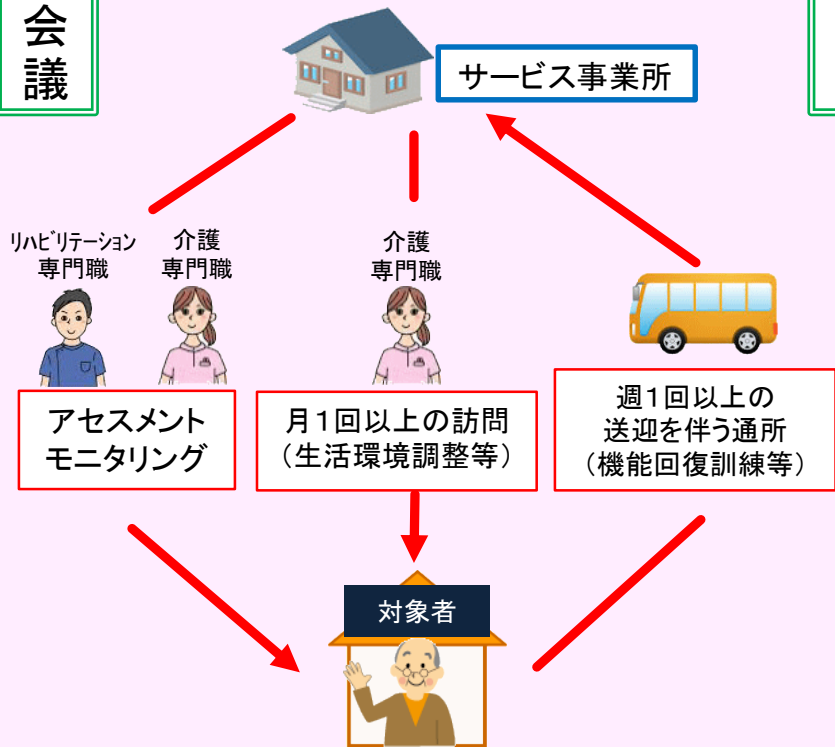 会
議
サービス事業所
リハビリテーション
専門職
介護
専門職
介護
専門職
アセスメント
モニタリング
月1回以上の訪問
（生活環境調整等）
週1回以上の
送迎を伴う通所
（機能回復訓練等）
対象者